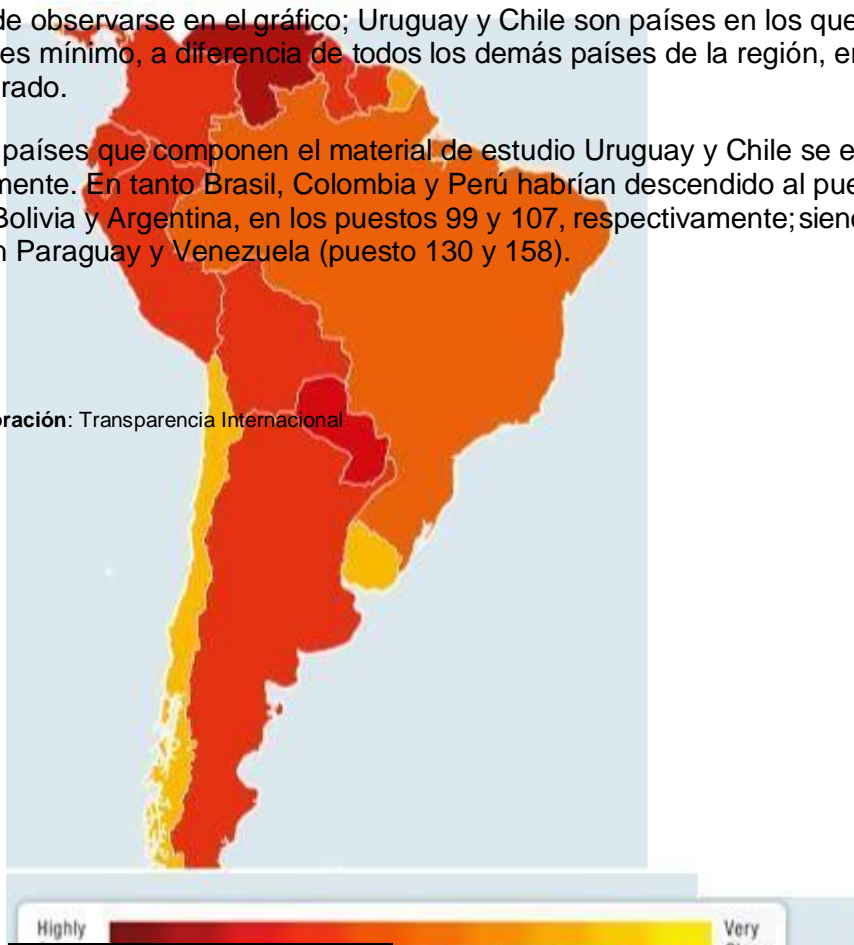 de observarse en el gráfico; Uruguay y Chile son países en los que
es mínimo, a diferencia de todos los demás países de la región, en
rado.
países que componen el material de estudio Uruguay y Chile se e
mente. En tanto Brasil, Colombia y Perú habrían descendido al pue
Bolivia y Argentina, en los puestos 99 y 107, respectivamente; sienc
n Paraguay y Venezuela (puesto 130 y 158).
oración: Transparencia Internacional
Highly
Very